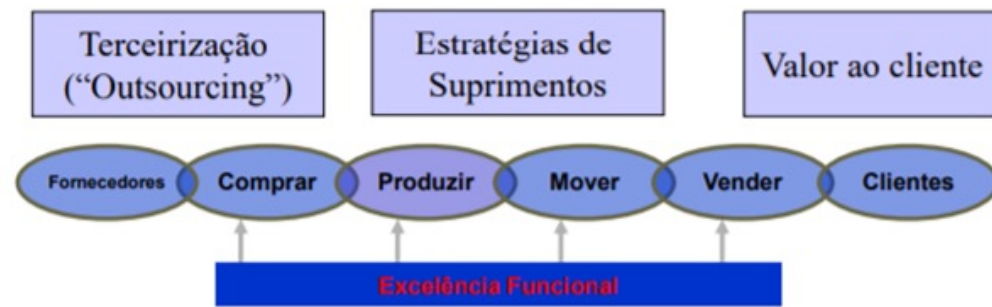 Terceirização
(“Outsourcing”)
Estratégias de
Suprimentos
Valor ao cliente
Fornecedores
Comprar
Produzir
Mover
Vender
Clientes
Excelência Funcional